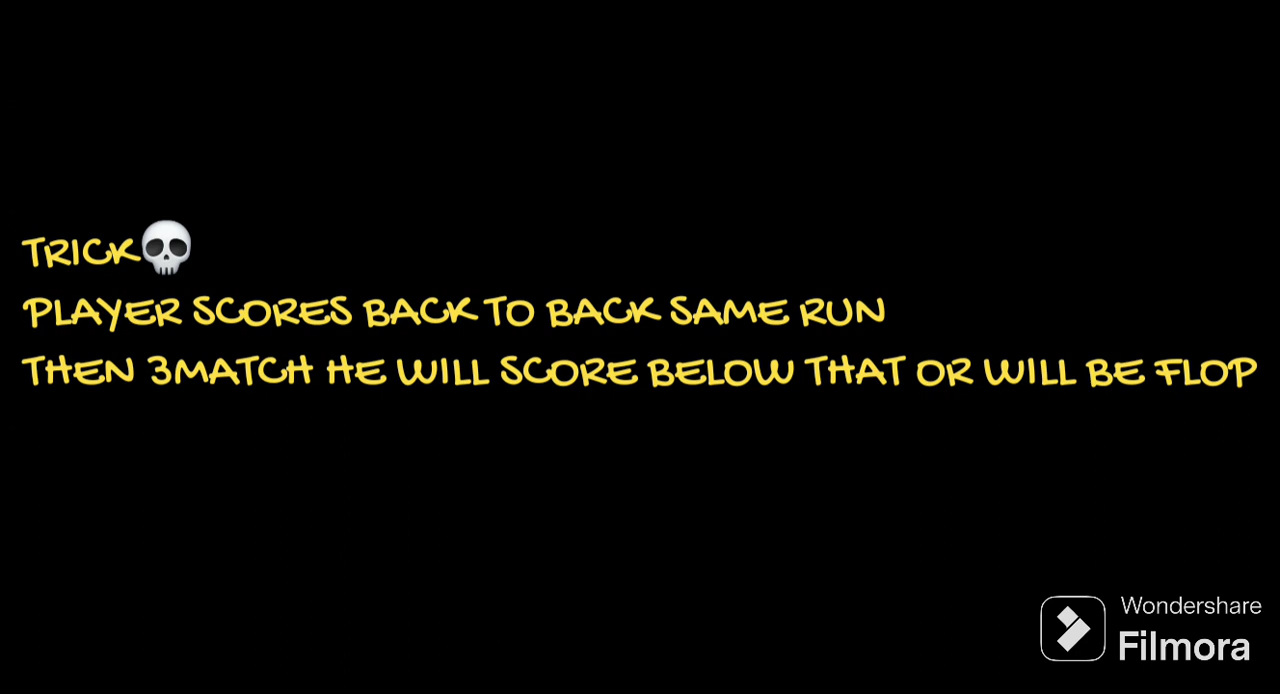 TRICK💀
PLAYER SCORES BACK TO BACK SAME RUN
THEN 3MATCH HE WILL SCORE BELOW THAT OR WILL BE FLOP
Wondershare
Filmora